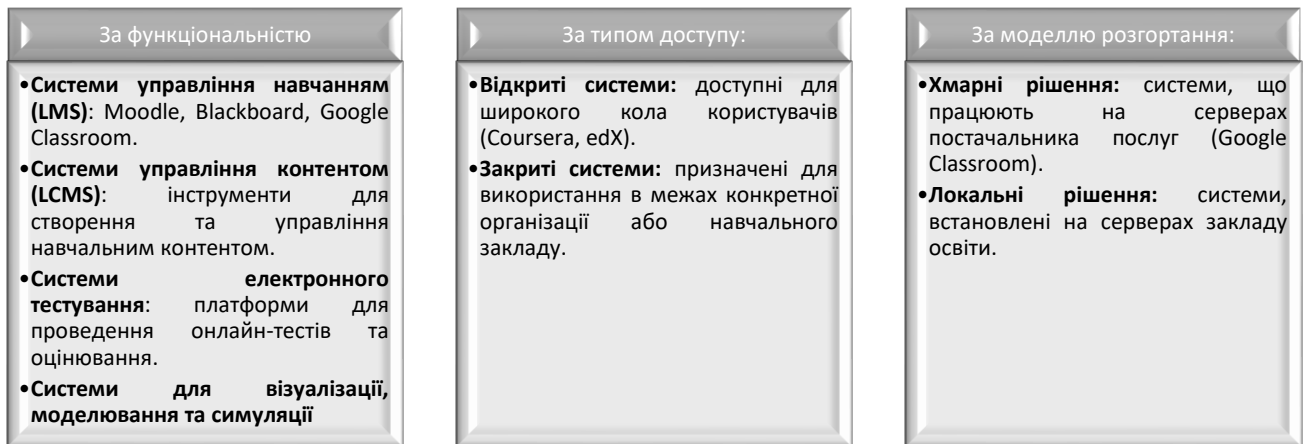 За функціональністю
•Системи управління навчанням
(LMS): Moodle, Blackboard, Google
Classroom.
•Системи управління контентом
(LCMS): інструменти для
створення та управління
навчальним контентом.
•Системи електронного
тестування: платформи для
проведення онлайн-тестів та
оцінювання.
•Системи для візуалізації,
моделювання та симуляції
За типом доступу:
•Відкриті системи: доступні для
широкого кола користувачів
(Coursera, edX).
•Закриті системи: призначені для
використання в межах конкретної
організації або навчального
закладу.
За моделлю розгортання:
•Хмарні рішення: системи, що
працюють на серверах
постачальника послуг (Google
Classroom).
•Локальні рішення: системи,
встановлені на серверах закладу
освіти.